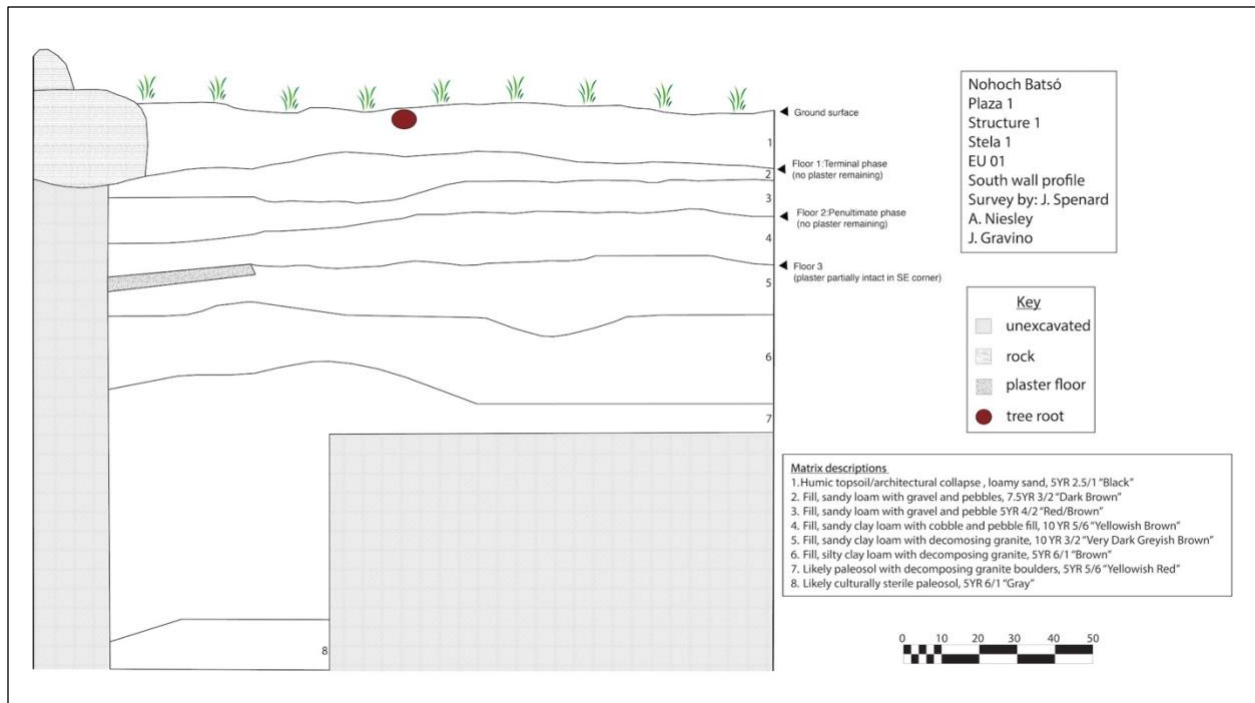 Ground surface
1
Floor 1:Terminal phase
(no plaster remaining)
2
3
Floor 2:Penultimate phase
(no plaster remaining)
4
Floor 3
(plaster partially intact in SE corner)
5
6
7
8
Nohoch Batsó
Plaza 1
Structure 1
Stela 1
EU 01
South wall profile
Survey by: J. Spenard
A. Niesley
J. Gravino
Key
unexcavated
rock
plaster floor
tree root
Matrix descriptions
1.Humic topsoil/architectural collapse , loamy sand, 5YR 2.5/1 "Black"
2. Fill, sandy loam with gravel and pebbles, 7.5YR 3/2 "Dark Brown"
3. Fill, sandy loam with gravel and pebble 5YR 4/2 "Red/Brown"
4. Fill, sandy clay loam with cobble and pebble fill, 10 YR 5/6 "Yellowish Brown"
5. Fill, sandy clay loam with decomosing granite, 10 YR 3/2 "Very Dark Greyish Brown"
6. Fill, silty clay loam with decomposing granite, 5YR 6/1 "Brown"
7. Likely paleosol with decomposing granite boulders, 5YR 5/6 "Yellowish Red"
8. Likely culturally sterile paleosol, 5YR 6/1 "Gray"
0 10 20 30 40 50